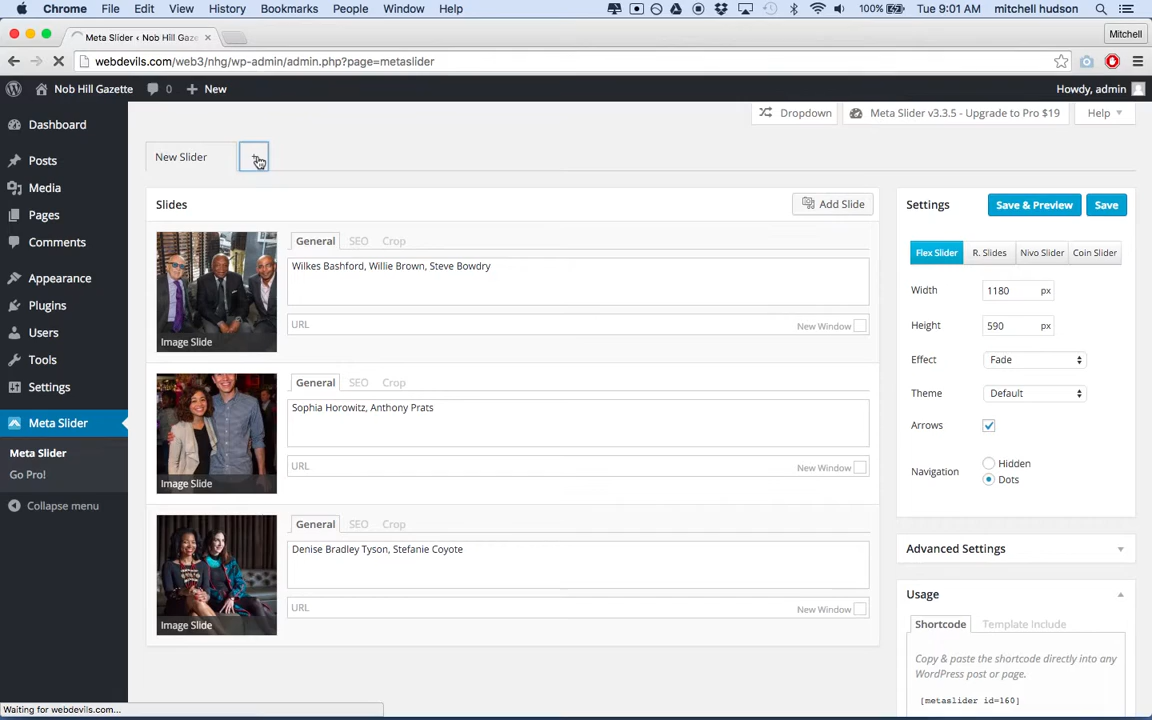 Chrome File Edit View History Bookmarks People Window Help 100% Tue 9:01 AM mitchell hudson
Meta Slider ‹ Nob Hill Gaze Mitchell
webdevils.com/web3/nhg/wp-admin/admin.php?page=metaslider
Nob Hill Gazette 0 New Howdy, admin
Dropdown Meta Slider v3.3.5 - Upgrade to Pro $19 Help
Dashboard
Posts
Media
Pages
Comments
Appearance
Plugins
Users
Tools
Settings
Meta Slider
Meta Slider
Go Pro!
Collapse menu
New Slider
Slides Add Slide
General SEO Crop
Wilkes Bashford, Willie Brown, Steve Bowdry
URL New Window
Image Slide
General SEO Crop
Sophia Horowitz, Anthony Prats
URL New Window
Image Slide
General SEO Crop
Denise Bradley Tyson, Stefanie Coyote
URL New Window
Image Slide
Settings Save & Preview Save
Flex Slider R. Slides Nivo Slider Coin Slider
Width 1180 px
Height 590 px
Effect Fade
Theme Default
Arrows
Navigation Hidden
Dots
Advanced Settings
Usage
Shortcode Template Include
Copy & paste the shortcode directly into any
WordPress post or page.
[metaslider id=160]
Waiting for webdevils.com...